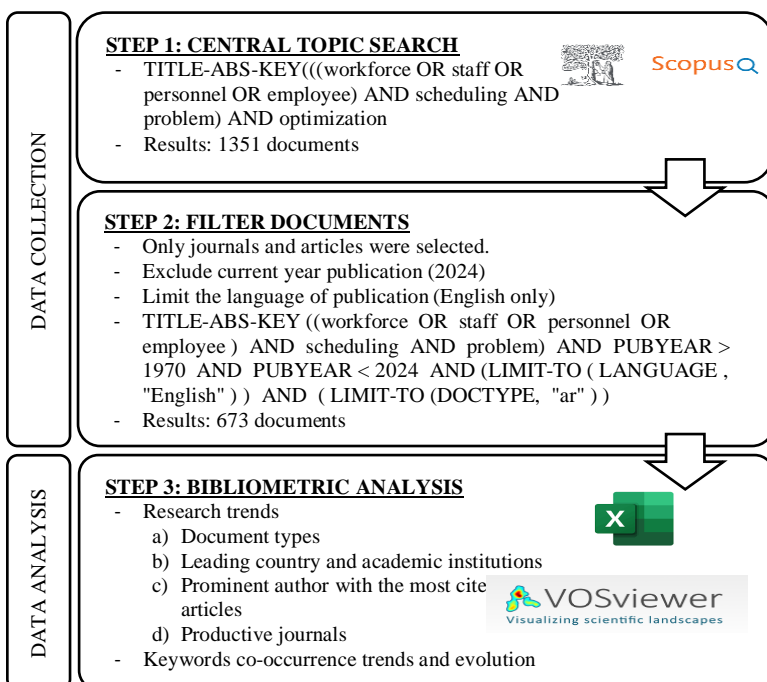 DATA COLLECTION
STEP 1: CENTRAL TOPIC SEARCH
- TITLE-ABS-KEY(((workforce OR staff OR
personnel OR employee) AND scheduling AND
problem) AND optimization
- Results: 1351 documents
Scopus
STEP 2: FILTER DOCUMENTS
- Only journals and articles were selected.
- Exclude current year publication (2024)
- Limit the language of publication (English only)
- TITLE-ABS-KEY ((workforce OR staff OR personnel OR
employee ) AND scheduling AND problem) AND PUBYEAR >
1970 AND PUBYEAR < 2024 AND (LIMIT-TO ( LANGUAGE ,
"English" ) ) AND ( LIMIT-TO (DOCTYPE, "ar" ) )
- Results: 673 documents
DATA ANALYSIS
STEP 3: BIBLIOMETRIC ANALYSIS
- Research trends
a) Document types
b) Leading country and academic institutions
c) Prominent author with the most cite
articles
d) Productive journals
- Keywords co-occurrence trends and evolution
X
VOSviewer
Visualizing scientific landscapes